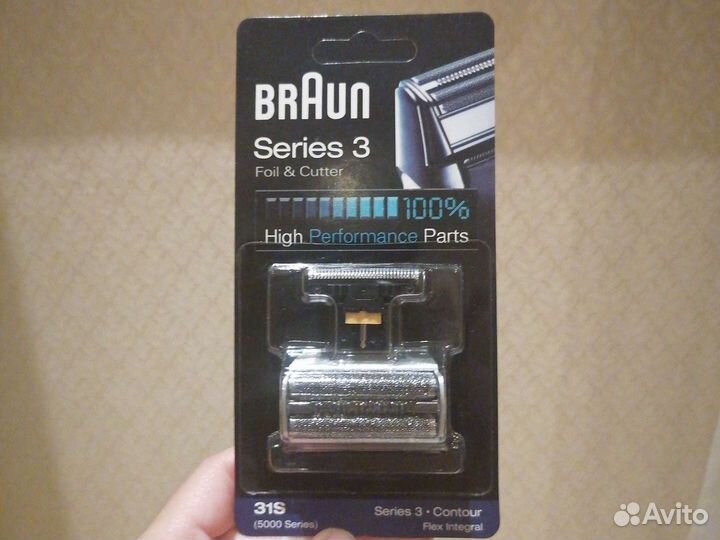 BRAUN
Series 3
Foil & Cutter
100%
High Performance Parts
31S
(5000 Series)
Series 3 • Contour
Flex Integral
Avito